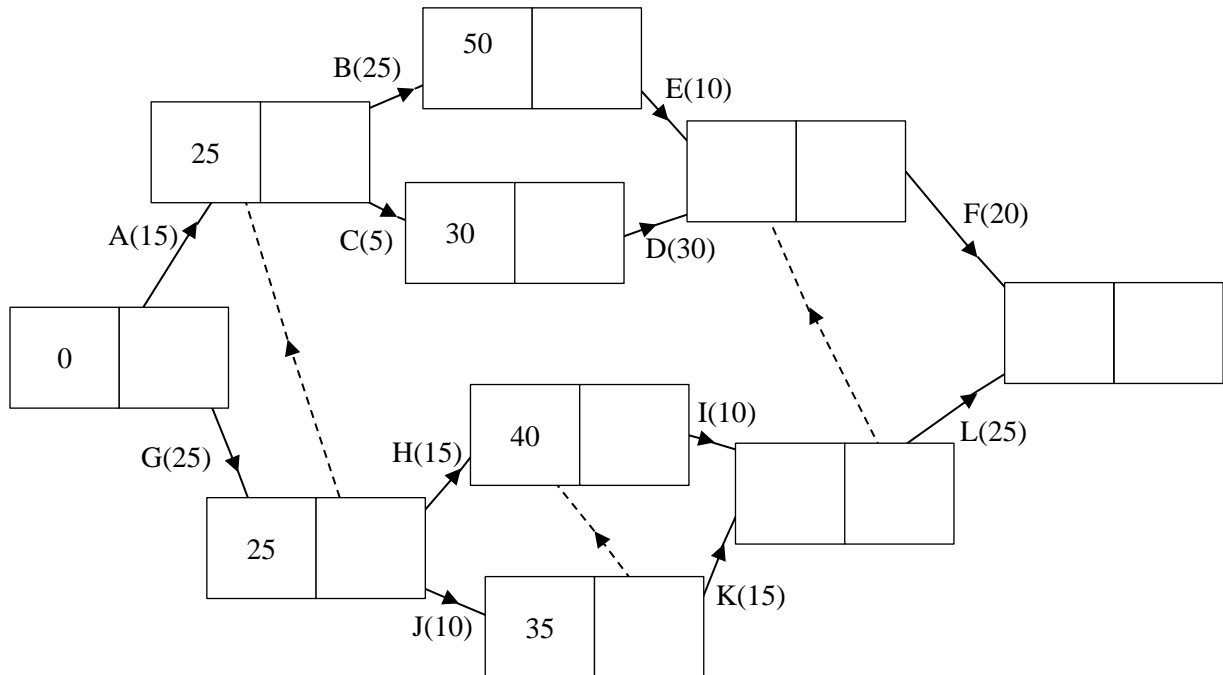 50
B(25)
E(10)
25
A(15)
C(5)
30
D(30)
F(20)
0
G(25)
H(15)
40
I(10)
L(25)
25
J(10)
35
K(15)